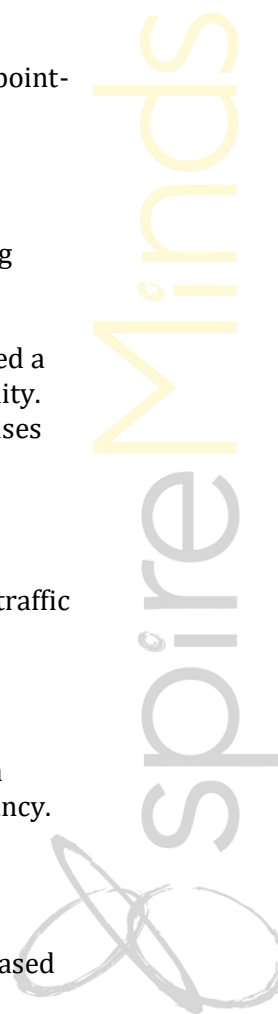 point-
g
ed a
ity.
ses
traffic
n
ncy.
ased
spireMinds